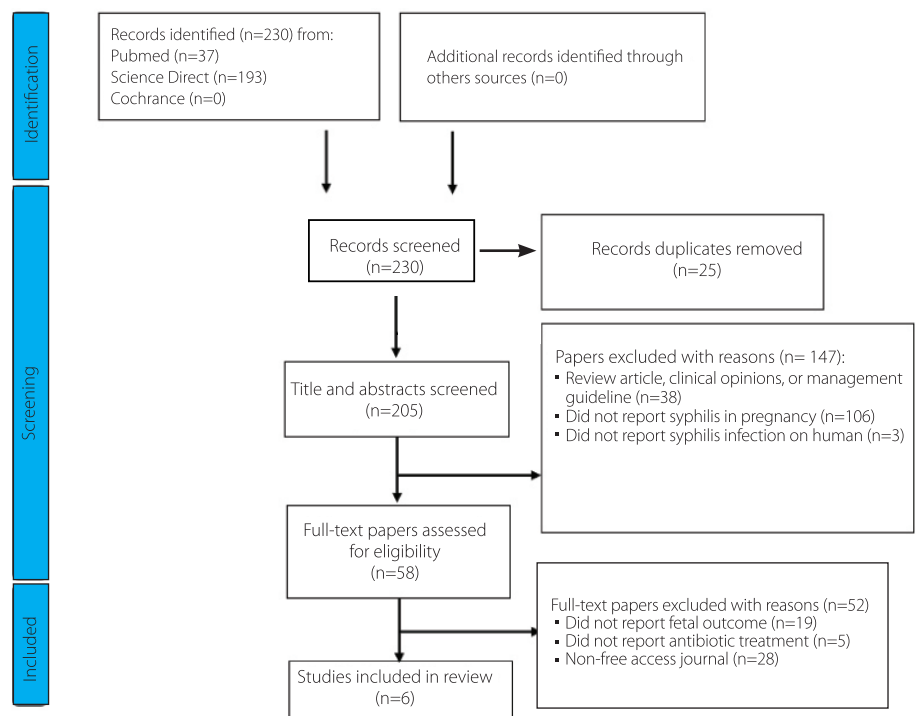 Identification
Records identified (n=230) from:
Pubmed (n=37)
Science Direct (n=193)
Cochrance (n=0)
Additional records identified through
others sources (n=0)
Screening
Records screened
(n=230)
Records duplicates removed
(n=25)
Title and abstracts screened
(n=205)
Papers excluded with reasons (n= 147):
▪ Review article, clinical opinions, or management
guideline (n=38)
▪ Did not report syphilis in pregnancy (n=106)
▪ Did not report syphilis infection on human (n=3)
Full-text papers assessed
for eligibility
(n=58)
Included
Full-text papers excluded with reasons (n=52)
▪ Did not report fetal outcome (n=19)
▪ Did not report antibiotic treatment (n=5)
▪ Non-free access journal (n=28)
Studies included in review
(n=6)